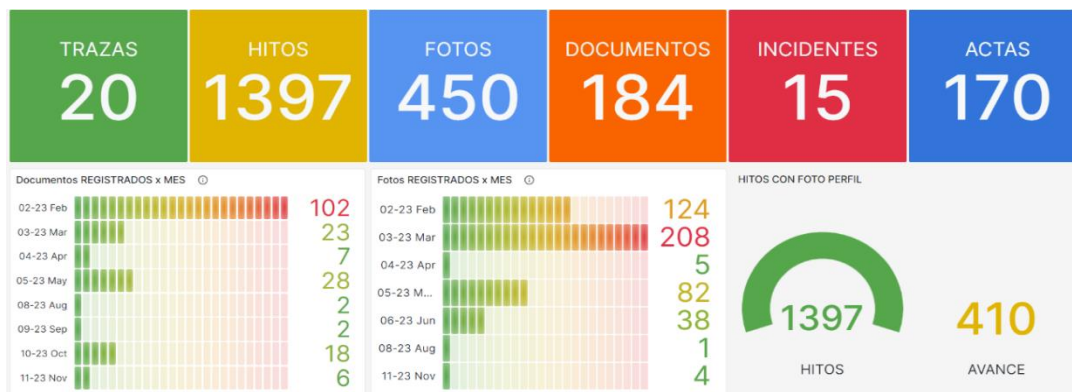 TRAZAS
20
HITOS
1397
FOTOS
450
DOCUMENTOS
184
INCIDENTES
15
ACTAS
170
Documentos REGISTRADOS x MES
02-23 Feb 102
03-23 Mar 23
04-23 Apr 7
05-23 May 28
08-23 Aug 2
09-23 Sep 2
10-23 Oct 18
11-23 Nov 6
Fotos REGISTRADOS x MES
02-23 Feb 124
03-23 Mar 208
04-23 Apr 5
05-23 M... 82
06-23 Jun 38
08-23 Aug 1
11-23 Nov 4
HITOS CON FOTO PERFIL
1397
HITOS
410
AVANCE